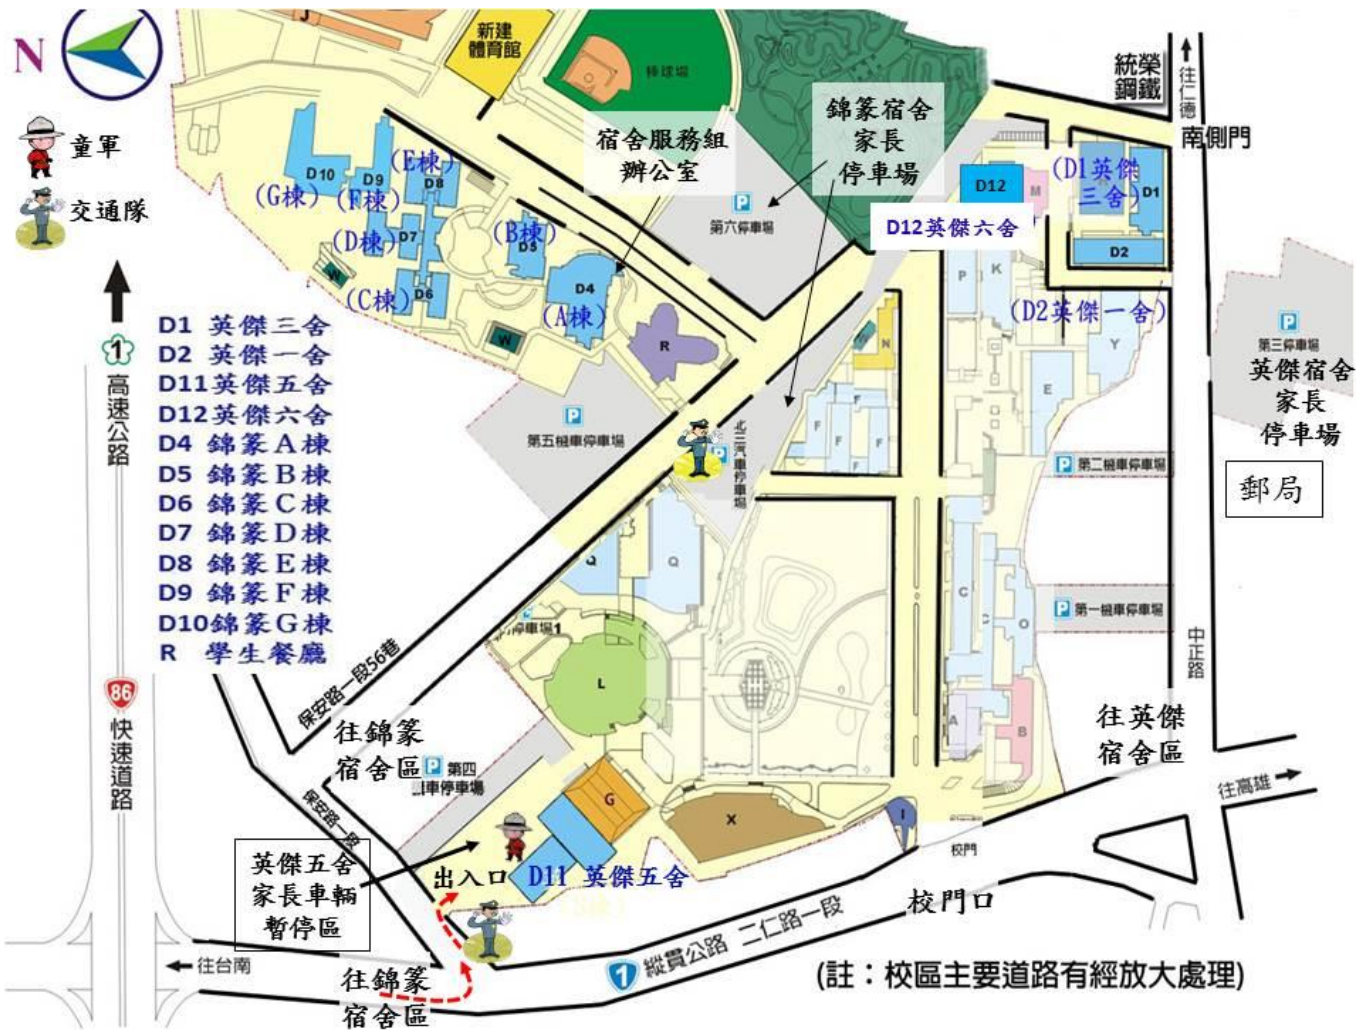 N
J
新建
體育館
棒球場
統榮
鋼鐵
往仁德
南側門
童軍
交通隊
宿舍服務組
辦公室
錦篆宿舍
家長
停車場
P
第六停車場
D12
M
(D1英傑
三舍)
D1
D12英傑六舍
D2
D10
(G棟)
D9
(F棟)
(E棟)
D8
D7
(D棟)
(C棟)
D6
(B棟)
D5
D4
(A棟)
W
W
R
P
K
(D2英傑一舍)
W
N
Y
E
F
F
F
F
F
P
第三停車場
英傑宿舍
家長
停車場
郵局
1
高速公路
86
快速道路
D1 英傑三舍
D2 英傑一舍
D11英傑五舍
D12英傑六舍
D4 錦篆A棟
D5 錦篆B棟
D6 錦篆C棟
D7 錦篆D棟
D8 錦篆E棟
D9 錦篆F棟
D10錦篆G棟
R 學生餐廳
P
第五機車停車場
P
北三汽車停車場
P 第二機車停車場
P 第一機車停車場
Q
Q
停車場1
L
C
O
A
B
中正路
保安路一段56巷
往錦篆
宿舍區
P 第四
車停車場
保安路一段
G
X
I
校門
往英傑
宿舍區
往高雄
英傑五舍
家長車輛
暫停區
出入口
D11 英傑五舍
校門口
往台南
往錦篆
宿舍區
1 縱貫公路 二仁路一段
(註：校區主要道路有經放大處理)